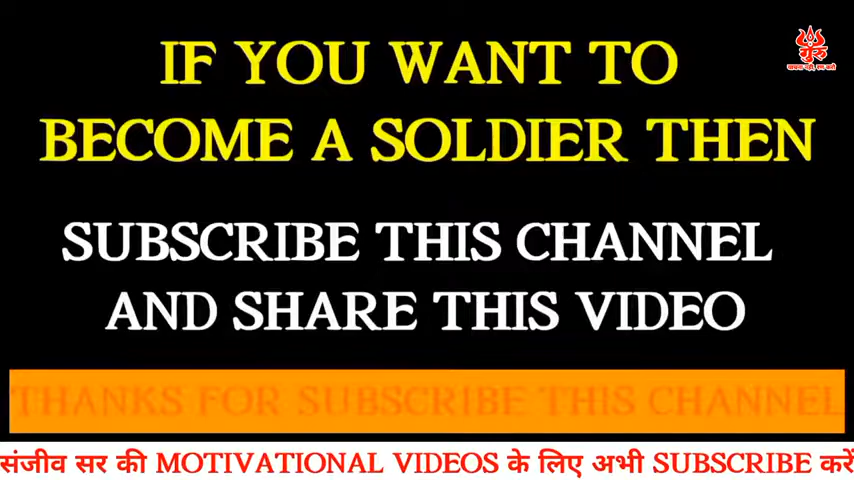 IF YOU WANT TO
BECOME A SOLDIER THEN
SUBSCRIBE THIS CHANNEL
AND SHARE THIS VIDEO
THANKS FOR SUBSCRIBE THIS CHANNEL
संजीव सर की MOTIVATIONAL VIDEOS के लिए अभी SUBSCRIBE करें
गुरु